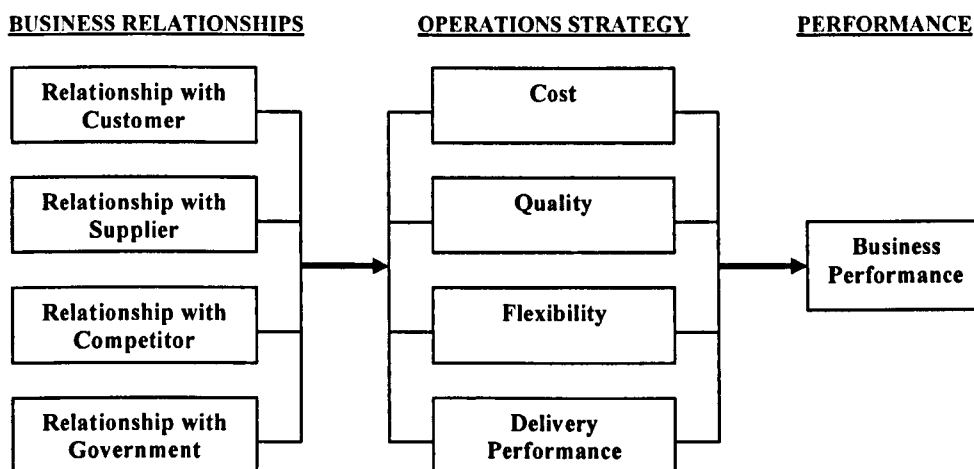 BUSINESS RELATIONSHIPS
OPERATIONS STRATEGY
PERFORMANCE
Relationship with
Customer
Relationship with
Supplier
Relationship with
Competitor
Relationship with
Government
Cost
Quality
Flexibility
Delivery
Performance
Business
Performance